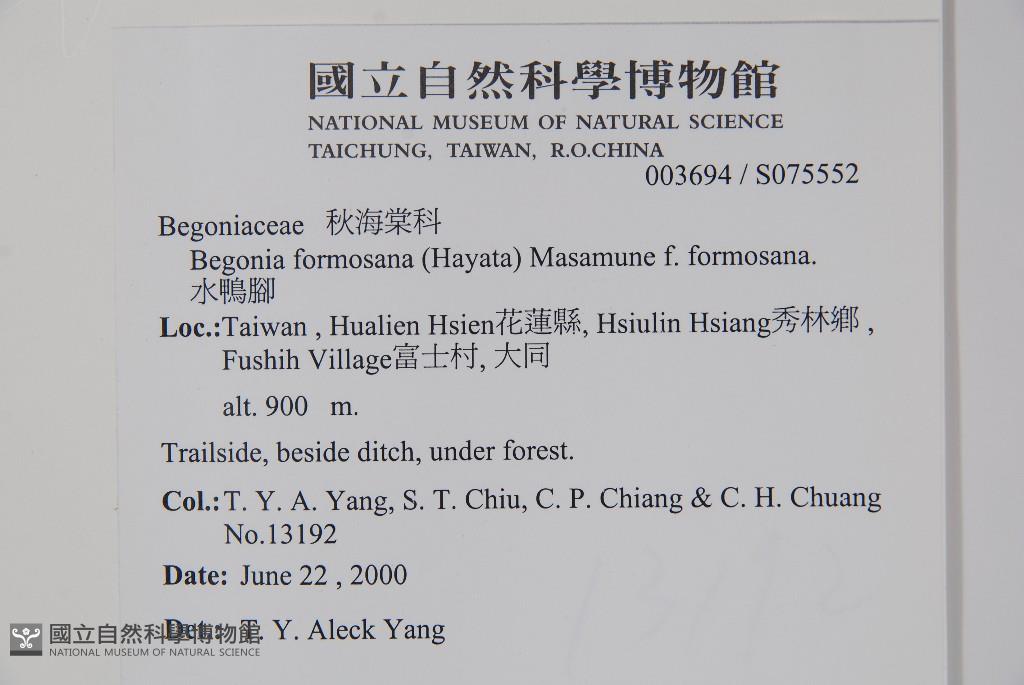 國立自然科學博物館
NATIONAL MUSEUM OF NATURAL SCIENCE
TAICHUNG, TAIWAN, R.O.CHINA
003694 / S075552
Begoniaceae 秋海棠科
Begonia formosana (Hayata) Masamune f. formosana.
水鴨腳
Loc.:Taiwan , Hualien Hsien花蓮縣, Hsiulin Hsiang秀林鄉 ,
Fushih Village富士村, 大同
alt. 900 m.
Trailside, beside ditch, under forest.
Col.: T. Y. A. Yang, S. T. Chiu, C. P. Chiang & C. H. Chuang
No.13192
Date: June 22 , 2000
Det.: T. Y. Aleck Yang
國立自然科學博物館
NATIONAL MUSEUM OF NATURAL SCIENCE